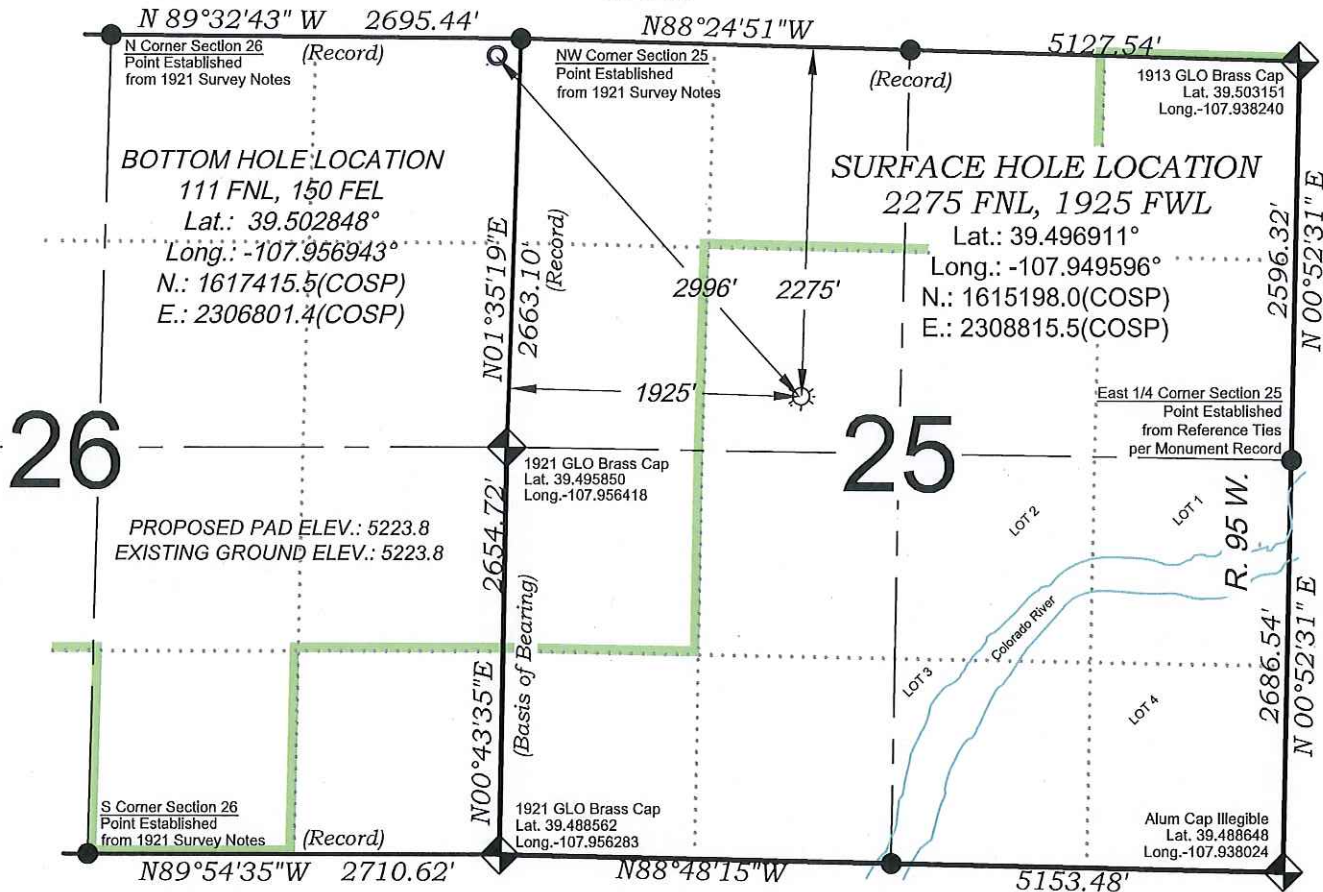 N 89°32'43" W 2695.44'
N88°24'51"W
5127.54'
N Corner Section 26
Point Established
from 1921 Survey Notes
(Record)
NW Corner Section 25
Point Established
from 1921 Survey Notes
(Record)
1913 GLO Brass Cap
Lat. 39.503151
Long.-107.938240
BOTTOM HOLE LOCATION
111 FNL, 150 FEL
Lat.: 39.502848°
Long.: -107.956943°
N.: 1617415.5(COSP)
E.: 2306801.4(COSP)
SURFACE HOLE LOCATION
2275 FNL, 1925 FWL
Lat.: 39.496911°
Long.: -107.949596°
N.: 1615198.0(COSP)
E.: 2308815.5(COSP)
N01°35'19"E
2663.10'
(Record)
2996'
2275'
1925'
2596.32'
N 00°52'31" E
East 1/4 Corner Section 25
Point Established
from Reference Ties
per Monument Record
26
25
1921 GLO Brass Cap
Lat. 39.495850
Long.-107.956418
PROPOSED PAD ELEV.: 5223.8
EXISTING GROUND ELEV.: 5223.8
2654.72'
N00°43'35"E
(Basis of Bearing)
LOT 2
LOT 1
R. 95 W.
Colorado River
LOT 3
LOT 4
2686.54'
N 00°52'31" E
S Corner Section 26
Point Established
from 1921 Survey Notes
(Record)
1921 GLO Brass Cap
Lat. 39.488562
Long.-107.956283
Alum Cap Illegible
Lat. 39.488648
Long.-107.938024
N89°54'35"W 2710.62'
N88°48'15"W
5153.48'